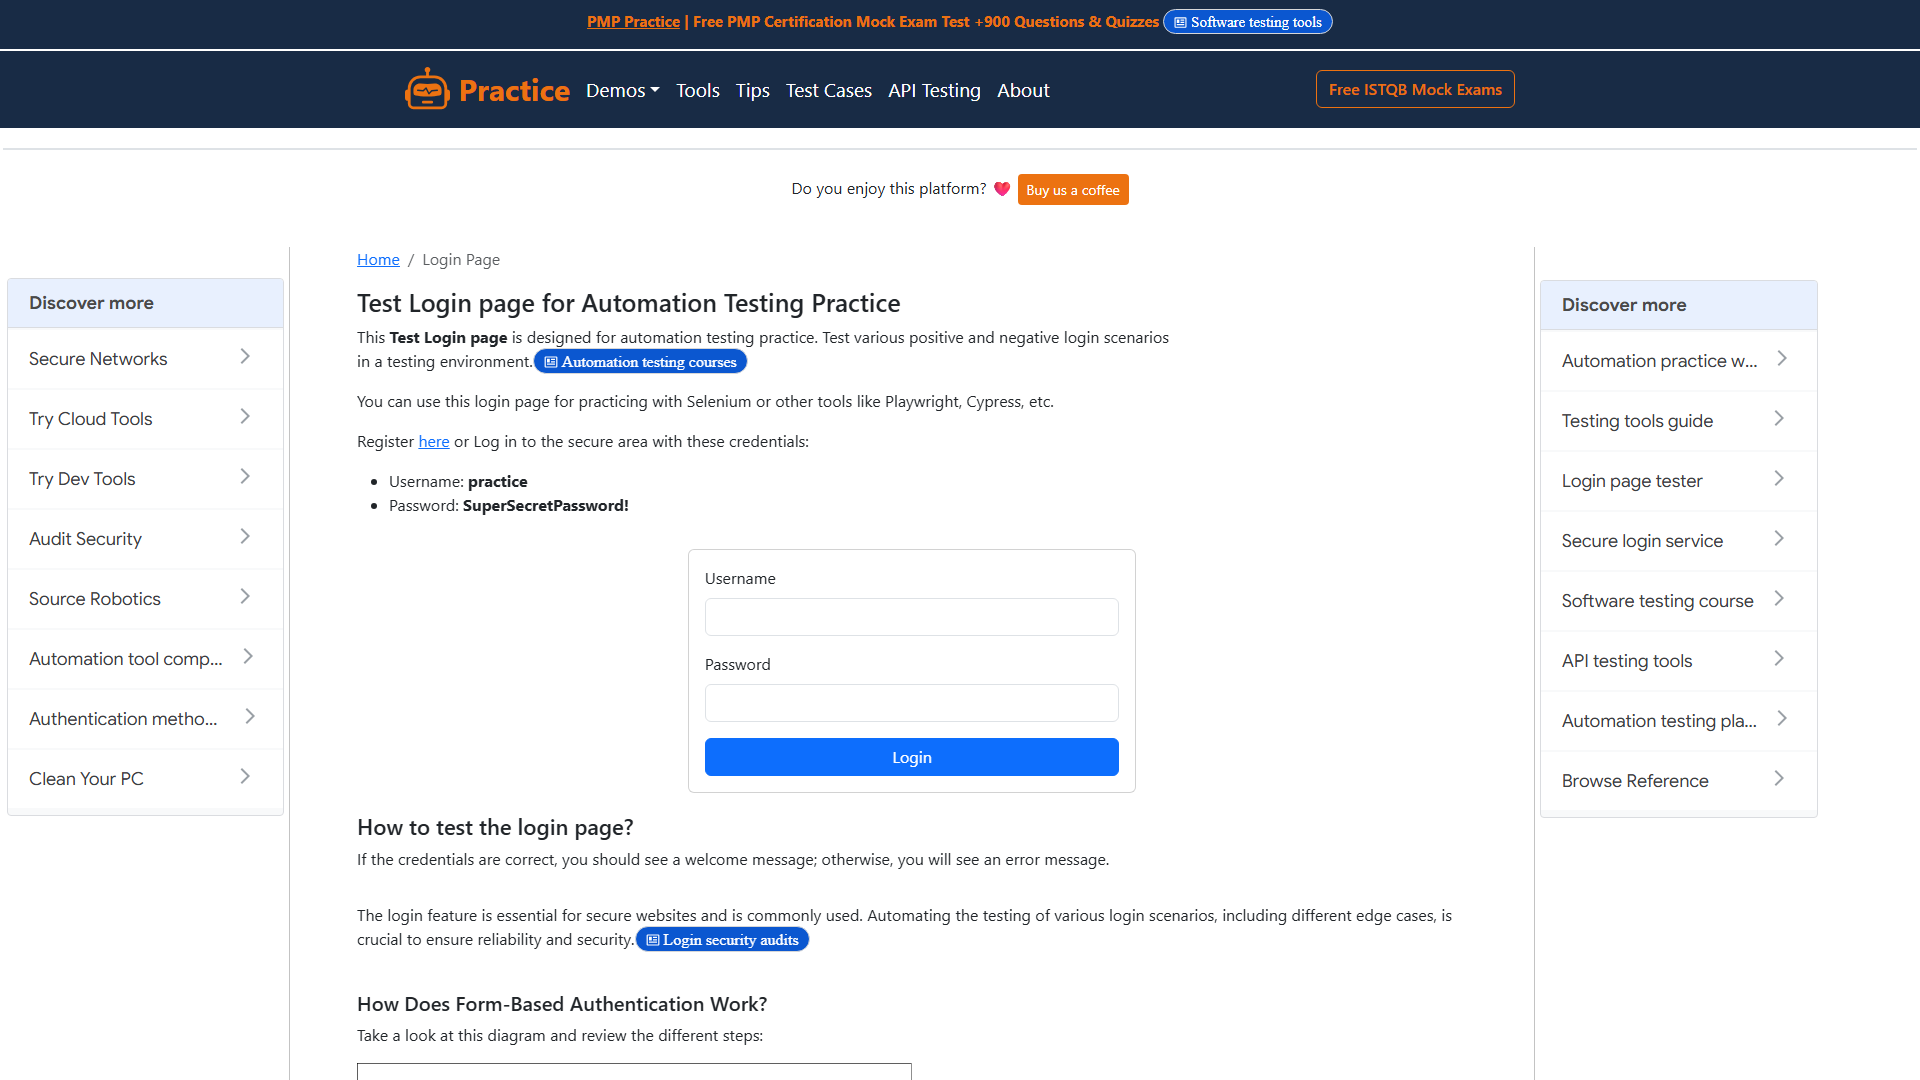 PMP Practice | Free PMP Certification Mock Exam Test +900 Questions & Quizzes Software testing tools
Practice Demos Tools Tips Test Cases API Testing About Free ISTQB Mock Exams
Do you enjoy this platform? Buy us a coffee
Discover more
Secure Networks
Try Cloud Tools
Try Dev Tools
Audit Security
Source Robotics
Automation tool comp...
Authentication metho...
Clean Your PC
Home / Login Page
Test Login page for Automation Testing Practice
This Test Login page is designed for automation testing practice. Test various positive and negative login scenarios
in a testing environment. Automation testing courses
You can use this login page for practicing with Selenium or other tools like Playwright, Cypress, etc.
Register here or Log in to the secure area with these credentials:
Username: practice
Password: SuperSecretPassword!
Username
Password
Login
How to test the login page?
If the credentials are correct, you should see a welcome message; otherwise, you will see an error message.
The login feature is essential for secure websites and is commonly used. Automating the testing of various login scenarios, including different edge cases, is
crucial to ensure reliability and security. Login security audits
How Does Form-Based Authentication Work?
Take a look at this diagram and review the different steps:
Discover more
Automation practice w...
Testing tools guide
Login page tester
Secure login service
Software testing course
API testing tools
Automation testing pla...
Browse Reference